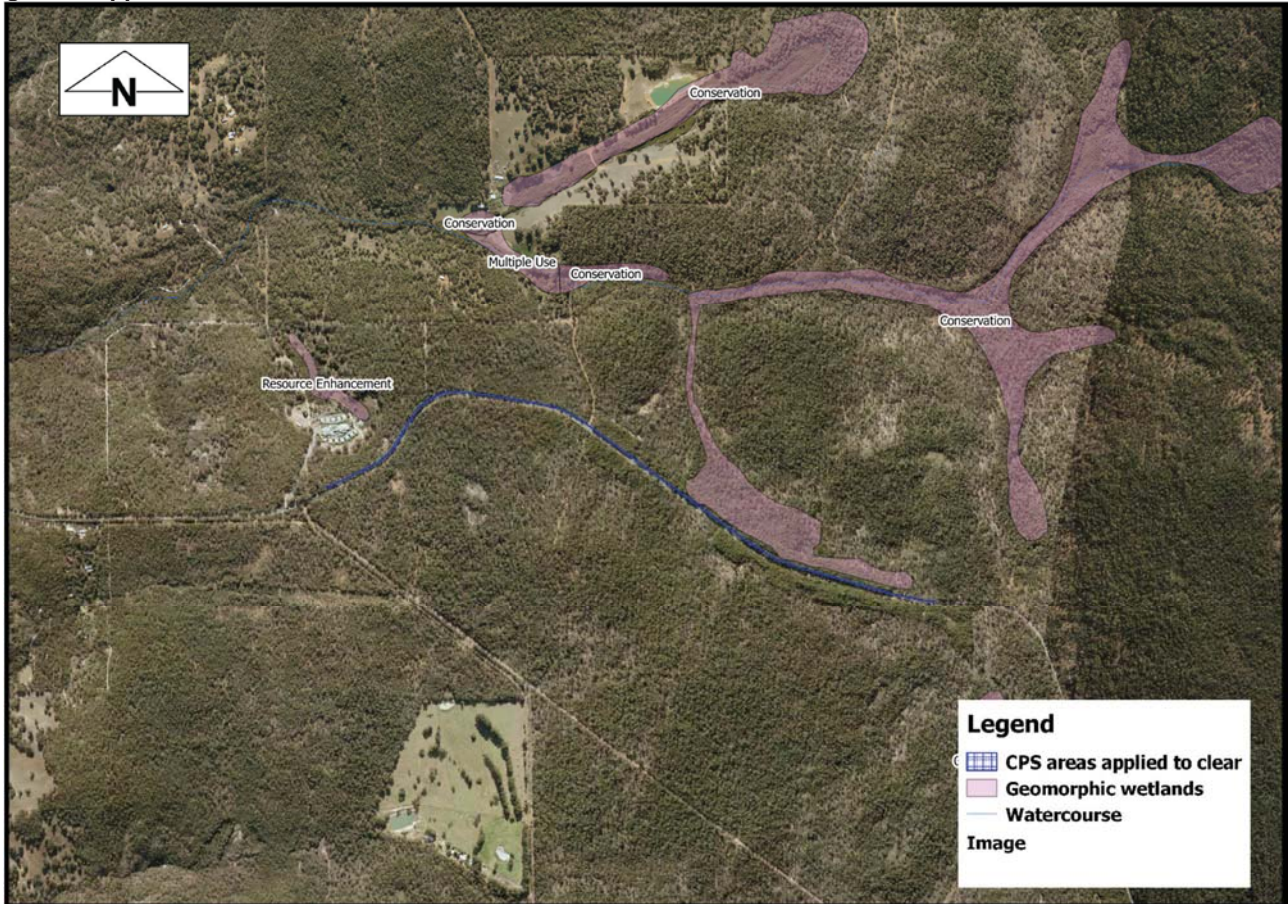 N
Conservation
Conservation
Multiple Use
Conservation
Conservation
Resource Enhancement
Legend
CPS areas applied to clear
Geomorphic wetlands
Watercourse
Image